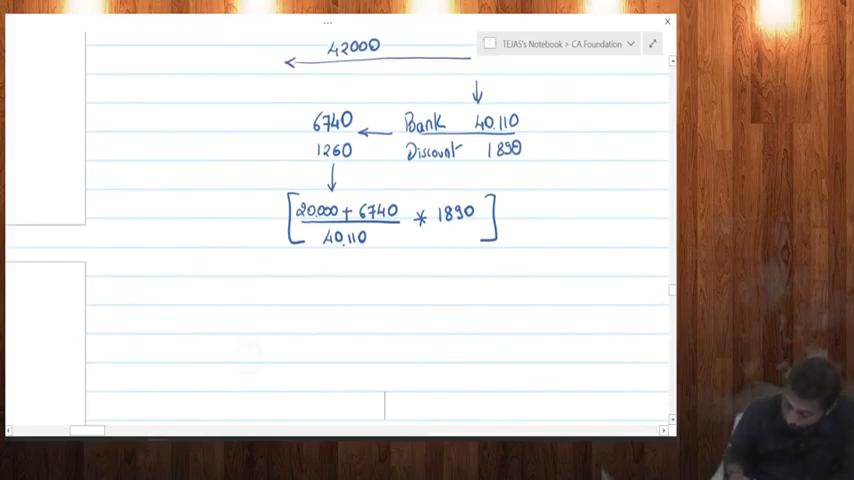 TEJAS's Notebook > CA Foundation
42000
6740 Bank 40.110
1260 Discount 1890
[20.000 + 6740 / 40.110 * 1890]